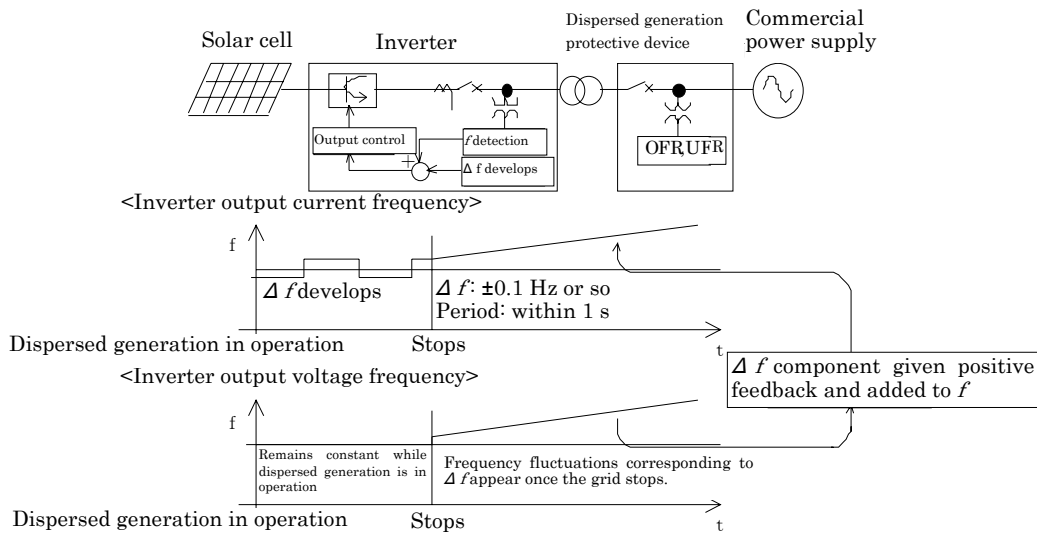 Solar cell
Inverter
Dispersed generation
protective device
Commercial
power supply
Output control
+
f detection
Δ f develops
OFR,UFR
<Inverter output current frequency>
f
Δ f develops
Δ f: ±0.1 Hz or so
Period: within 1 s
t
Dispersed generation in operation
Stops
<Inverter output voltage frequency>
Δ f component given positive
feedback and added to f
f
Remains constant while
dispersed generation is in
operation
Frequency fluctuations corresponding to
Δ f appear once the grid stops.
t
Dispersed generation in operation
Stops